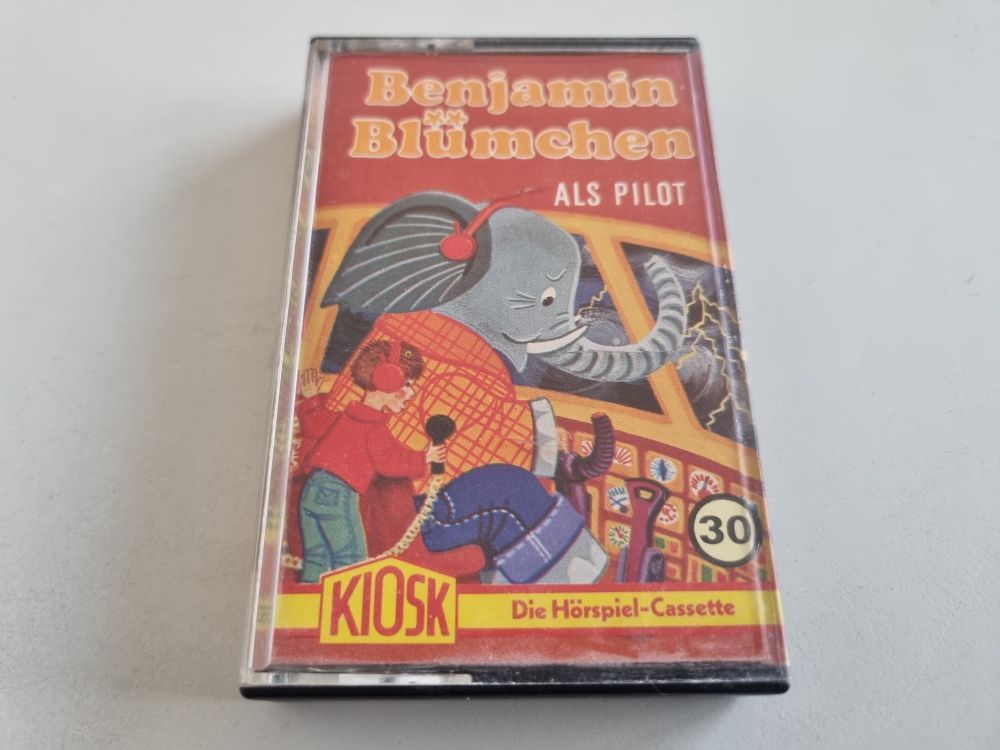 Benjamin
Blümchen
ALS PILOT
30
KIOSK
Die Hörspiel-Cassette